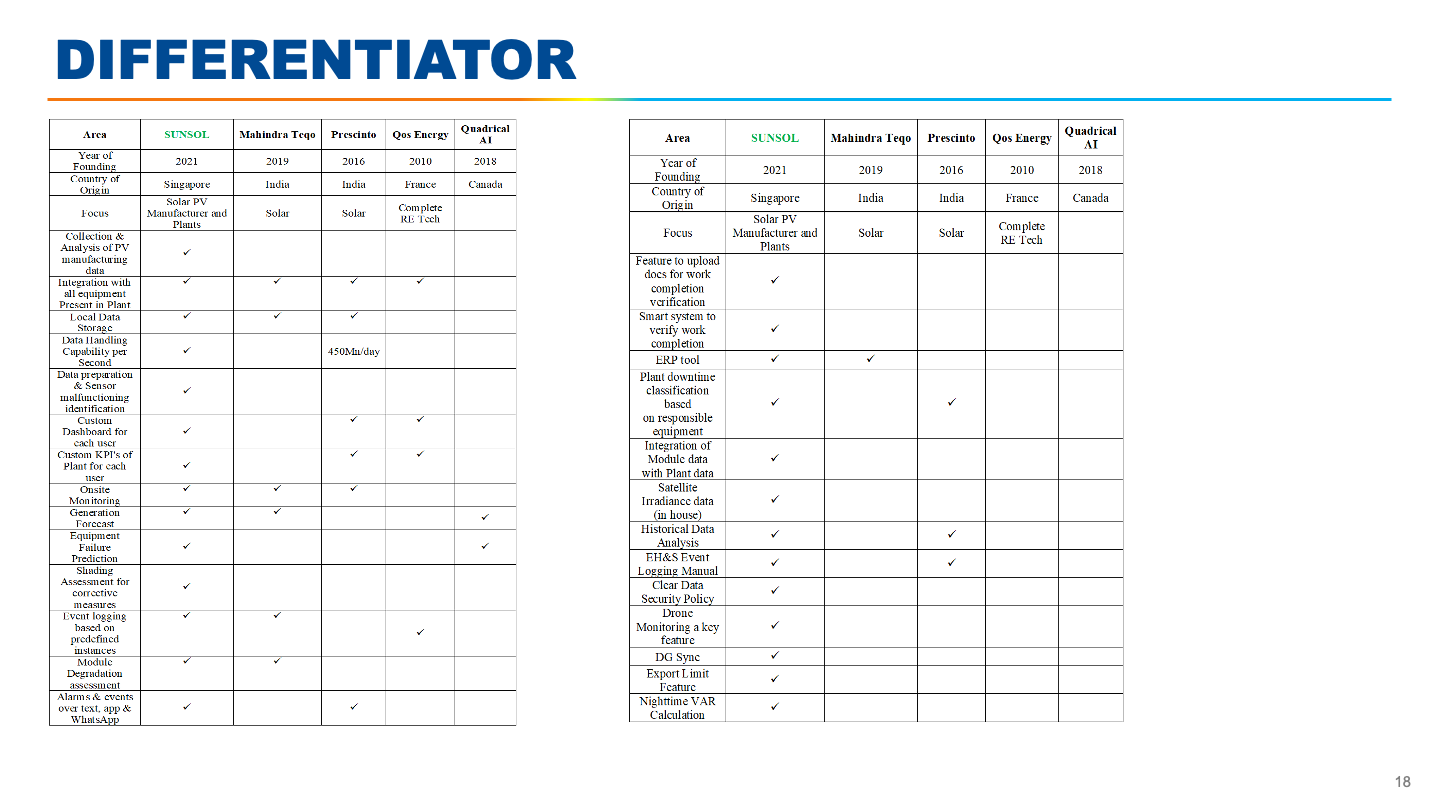 DIFFERENTIATOR
Area SUNSOL Mahindra Teqo Prescinto Qos Energy Quadrical AI
Year of Founding 2021 2019 2016 2010 2018
Country of Origin Singapore India India France Canada
Focus Solar PV Manufacturer and Plants Solar Solar Complete RE Tech
Collection & Analysis of PV manufacturing data ✓
Integration with all equipment Present in Plant ✓ ✓ ✓ ✓
Local Data Storage ✓ ✓ ✓
Data Handling Capability per Second ✓ 450Mn/day
Data preparation & Sensor malfunctioning identification ✓
Custom Dashboard for each user ✓ ✓ ✓
Custom KPI's of Plant for each user ✓ ✓ ✓
Onsite Monitoring ✓ ✓ ✓
Generation Forecast ✓ ✓ ✓
Equipment Failure Prediction ✓ ✓
Shading Assessment for corrective measures ✓
Event logging based on predefined instances ✓ ✓ ✓
Module Degradation assessment ✓ ✓
Alarms & events over text, app & WhatsApp ✓ ✓
Area SUNSOL Mahindra Teqo Prescinto Qos Energy Quadrical AI
Year of Founding 2021 2019 2016 2010 2018
Country of Origin Singapore India India France Canada
Focus Solar PV Manufacturer and Plants Solar Solar Complete RE Tech
Feature to upload docs for work completion verification ✓
Smart system to verify work completion ✓
ERP tool ✓ ✓
Plant downtime classification based on responsible equipment ✓ ✓
Integration of Module data with Plant data ✓
Satellite Irradiance data (in house) ✓
Historical Data Analysis ✓ ✓
EH&S Event Logging Manual ✓ ✓
Clear Data Security Policy ✓
Drone Monitoring a key feature ✓
DG Sync ✓
Export Limit Feature ✓
Nighttime VAR Calculation ✓
18